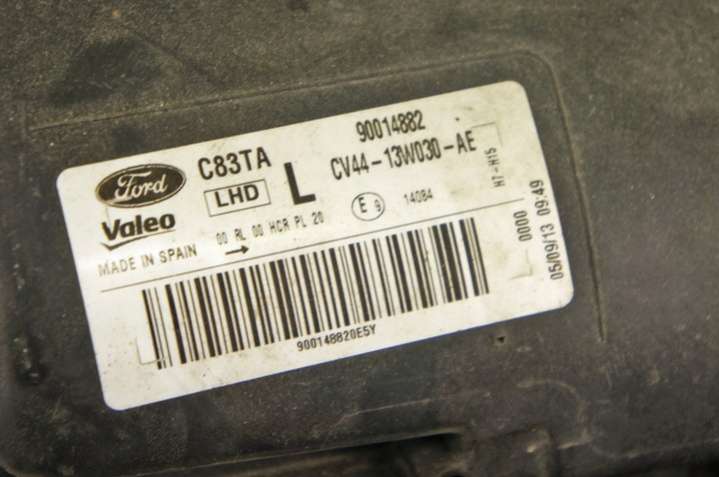 Ford
C83TA
90014882
LHD
L
CV44-13W030-AE
H7-H15
Valeo
00 RL 00 HCR PL 20
E 9
14084
MADE IN SPAIN
0000
05/09/13 09:49
900148820E5Y